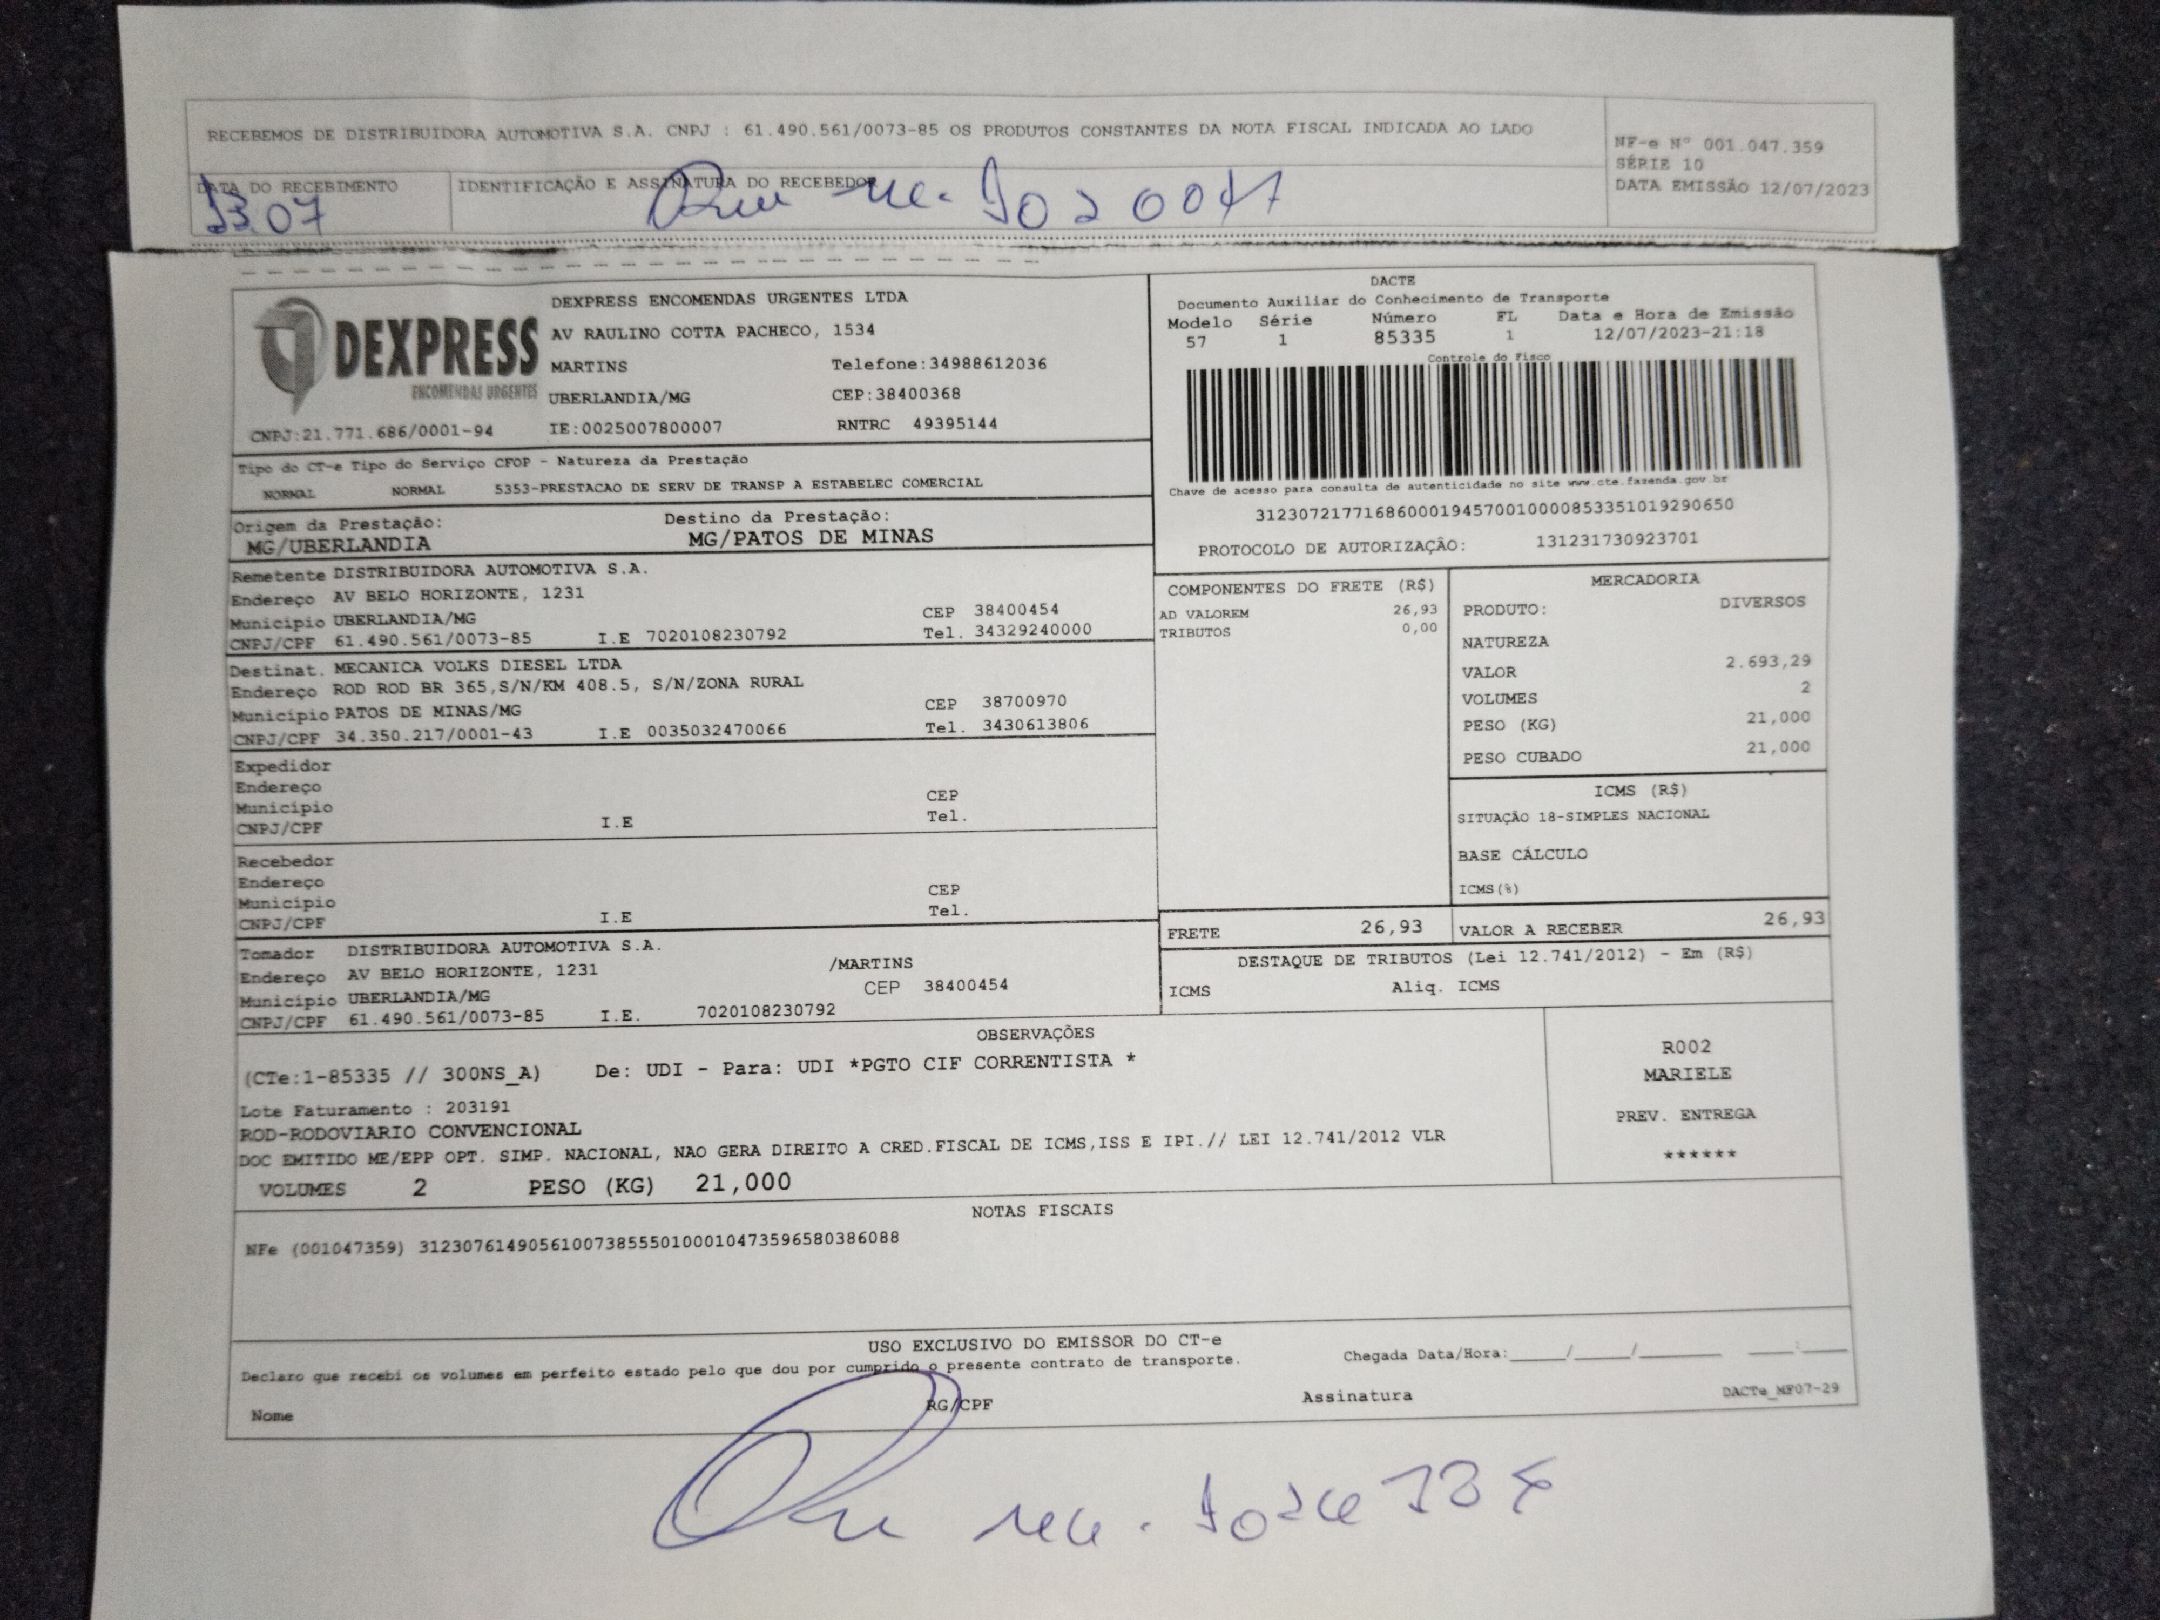 RECEBEMOS DE DISTRIBUIDORA AUTOMOTIVA S.A. CNPJ : 61.490.561/0073-85 OS PRODUTOS CONSTANTES DA NOTA FISCAL INDICADA AO LADO
NF-e Nº 001.047.359
SÉRIE 10
DATA EMISSÃO 12/07/2023
DATA DO RECEBIMENTO
IDENTIFICAÇÃO E ASSINATURA DO RECEBEDOR
13.07
DEXPRESS
ENCOMENDAS URGENTES
CNPJ:21.771.686/0001-94
DEXPRESS ENCOMENDAS URGENTES LTDA
AV RAULINO COTTA PACHECO, 1534
MARTINS Telefone:34988612036
UBERLANDIA/MG CEP:38400368
IE:0025007800007 RNTRC 49395144
DACTE
Documento Auxiliar do Conhecimento de Transporte
Modelo Série Número FL Data e Hora de Emissão
57 1 85335 1 12/07/2023-21:18
Controle do Fisco
Chave de acesso para consulta de autenticidade no site www.cte.fazenda.gov.br
31230721771686000194570010000853351019290650
PROTOCOLO DE AUTORIZAÇÃO: 131231730923701
Tipo do CT-e Tipo do Serviço CFOP - Natureza da Prestação
NORMAL NORMAL 5353-PRESTACAO DE SERV DE TRANSP A ESTABELEC COMERCIAL
Origem da Prestação: Destino da Prestação:
MG/UBERLANDIA MG/PATOS DE MINAS
Remetente DISTRIBUIDORA AUTOMOTIVA S.A.
Endereço AV BELO HORIZONTE, 1231
Município UBERLANDIA/MG CEP 38400454
CNPJ/CPF 61.490.561/0073-85 I.E 7020108230792 Tel. 34329240000
Destinat. MECANICA VOLKS DIESEL LTDA
Endereço ROD ROD BR 365,S/N/KM 408.5, S/N/ZONA RURAL
Município PATOS DE MINAS/MG CEP 38700970
CNPJ/CPF 34.350.217/0001-43 I.E 0035032470066 Tel. 3430613806
Expedidor
Endereço
Município CEP
CNPJ/CPF I.E Tel.
Recebedor
Endereço
Município CEP
CNPJ/CPF I.E Tel.
Tomador DISTRIBUIDORA AUTOMOTIVA S.A.
Endereço AV BELO HORIZONTE, 1231 /MARTINS
Município UBERLANDIA/MG CEP 38400454
CNPJ/CPF 61.490.561/0073-85 I.E. 7020108230792
COMPONENTES DO FRETE (R$)
AD VALOREM 26,93
TRIBUTOS 0,00
MERCADORIA
PRODUTO: DIVERSOS
NATUREZA
VALOR 2.693,29
VOLUMES 2
PESO (KG) 21,000
PESO CUBADO 21,000
ICMS (R$)
SITUAÇÃO 18-SIMPLES NACIONAL
BASE CÁLCULO
ICMS(%)
FRETE 26,93 VALOR A RECEBER 26,93
DESTAQUE DE TRIBUTOS (Lei 12.741/2012) - Em (R$)
ICMS Aliq. ICMS
OBSERVAÇÕES
(CTe:1-85335 // 300NS_A) De: UDI - Para: UDI *PGTO CIF CORRENTISTA *
Lote Faturamento : 203191
ROD-RODOVIARIO CONVENCIONAL
DOC EMITIDO ME/EPP OPT. SIMP. NACIONAL, NAO GERA DIREITO A CRED.FISCAL DE ICMS,ISS E IPI.// LEI 12.741/2012 VLR
VOLUMES 2 PESO (KG) 21,000
R002
MARIELE
PREV. ENTREGA
******
NOTAS FISCAIS
NFe (001047359) 31230761490561007385550100010473596580386088
USO EXCLUSIVO DO EMISSOR DO CT-e
Declaro que recebi os volumes em perfeito estado pelo que dou por cumprido o presente contrato de transporte. Chegada Data/Hora:_____/_____/_______ ____:____
Nome RG/CPF Assinatura DACTe_MF07-29